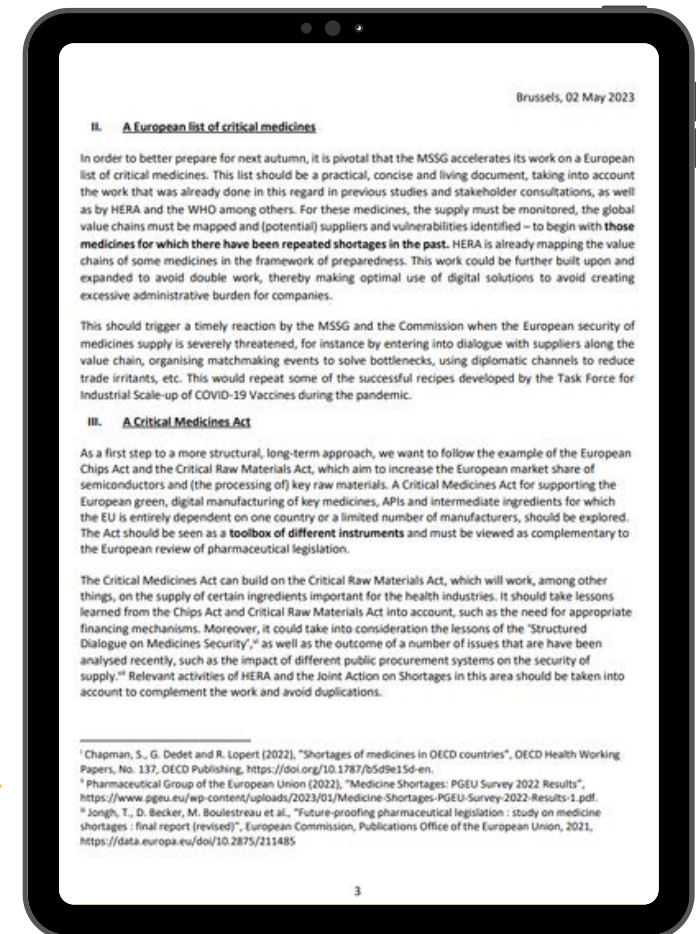 Brussels, 02 May 2023
II. A European list of critical medicines
In order to better prepare for next autumn, it is pivotal that the MSSG accelerates its work on a European
list of critical medicines. This list should be a practical, concise and living document, taking into account
the work that was already done in this regard in previous studies and stakeholder consultations, as well
as by HERA and the WHO among others. For these medicines, the supply must be monitored, the global
value chains must be mapped and (potential) suppliers and vulnerabilities identified – to begin with those
medicines for which there have been repeated shortages in the past. HERA is already mapping the value
chains of some medicines in the framework of preparedness. This work could be further built upon and
expanded to avoid double work, thereby making optimal use of digital solutions to avoid creating
excessive administrative burden for companies.
This should trigger a timely reaction by the MSSG and the Commission when the European security of
medicines supply is severely threatened, for instance by entering into dialogue with suppliers along the
value chain, organising matchmaking events to solve bottlenecks, using diplomatic channels to reduce
trade irritants, etc. This would repeat some of the successful recipes developed by the Task Force for
Industrial Scale-up of COVID-19 Vaccines during the pandemic.
III. A Critical Medicines Act
As a first step to a more structural, long-term approach, we want to follow the example of the European
Chips Act and the Critical Raw Materials Act, which aim to increase the European market share of
semiconductors and (the processing of) key raw materials. A Critical Medicines Act for supporting the
European green, digital manufacturing of key medicines, APIs and intermediate ingredients for which
the EU is entirely dependent on one country or a limited number of manufacturers, should be explored.
The Act should be seen as a toolbox of different instruments and must be viewed as complementary to
the European review of pharmaceutical legislation.
The Critical Medicines Act can build on the Critical Raw Materials Act, which will work, among other
things, on the supply of certain ingredients important for the health industries. It should take lessons
learned from the Chips Act and Critical Raw Materials Act into account, such as the need for appropriate
financing mechanisms. Moreover, it could take into consideration the lessons of the 'Structured
Dialogue on Medicines Security', as well as the outcome of a number of issues that have been
analysed recently, such as the impact of different public procurement systems on the security of
supply. Relevant activities of HERA and the Joint Action on Shortages in this area should be taken into
account to complement the work and avoid duplications.
i Chapman, S., G. Dedet and R. Lopert (2022), "Shortages of medicines in OECD countries", OECD Health Working
Papers, No. 137, OECD Publishing, https://doi.org/10.1787/b5d9e15d-en.
ii Pharmaceutical Group of the European Union (2022), "Medicine Shortages: PGEU Survey 2022 Results",
https://www.pgeu.eu/wp-content/uploads/2023/01/Medicine-Shortages-PGEU-Survey-2022-Results-1.pdf.
iii Jongh, T., D. Becker, M. Boulestreau et al., "Future-proofing pharmaceutical legislation : study on medicine
shortages : final report (revised)", European Commission, Publications Office of the European Union, 2021,
https://data.europa.eu/doi/10.2875/211485
3